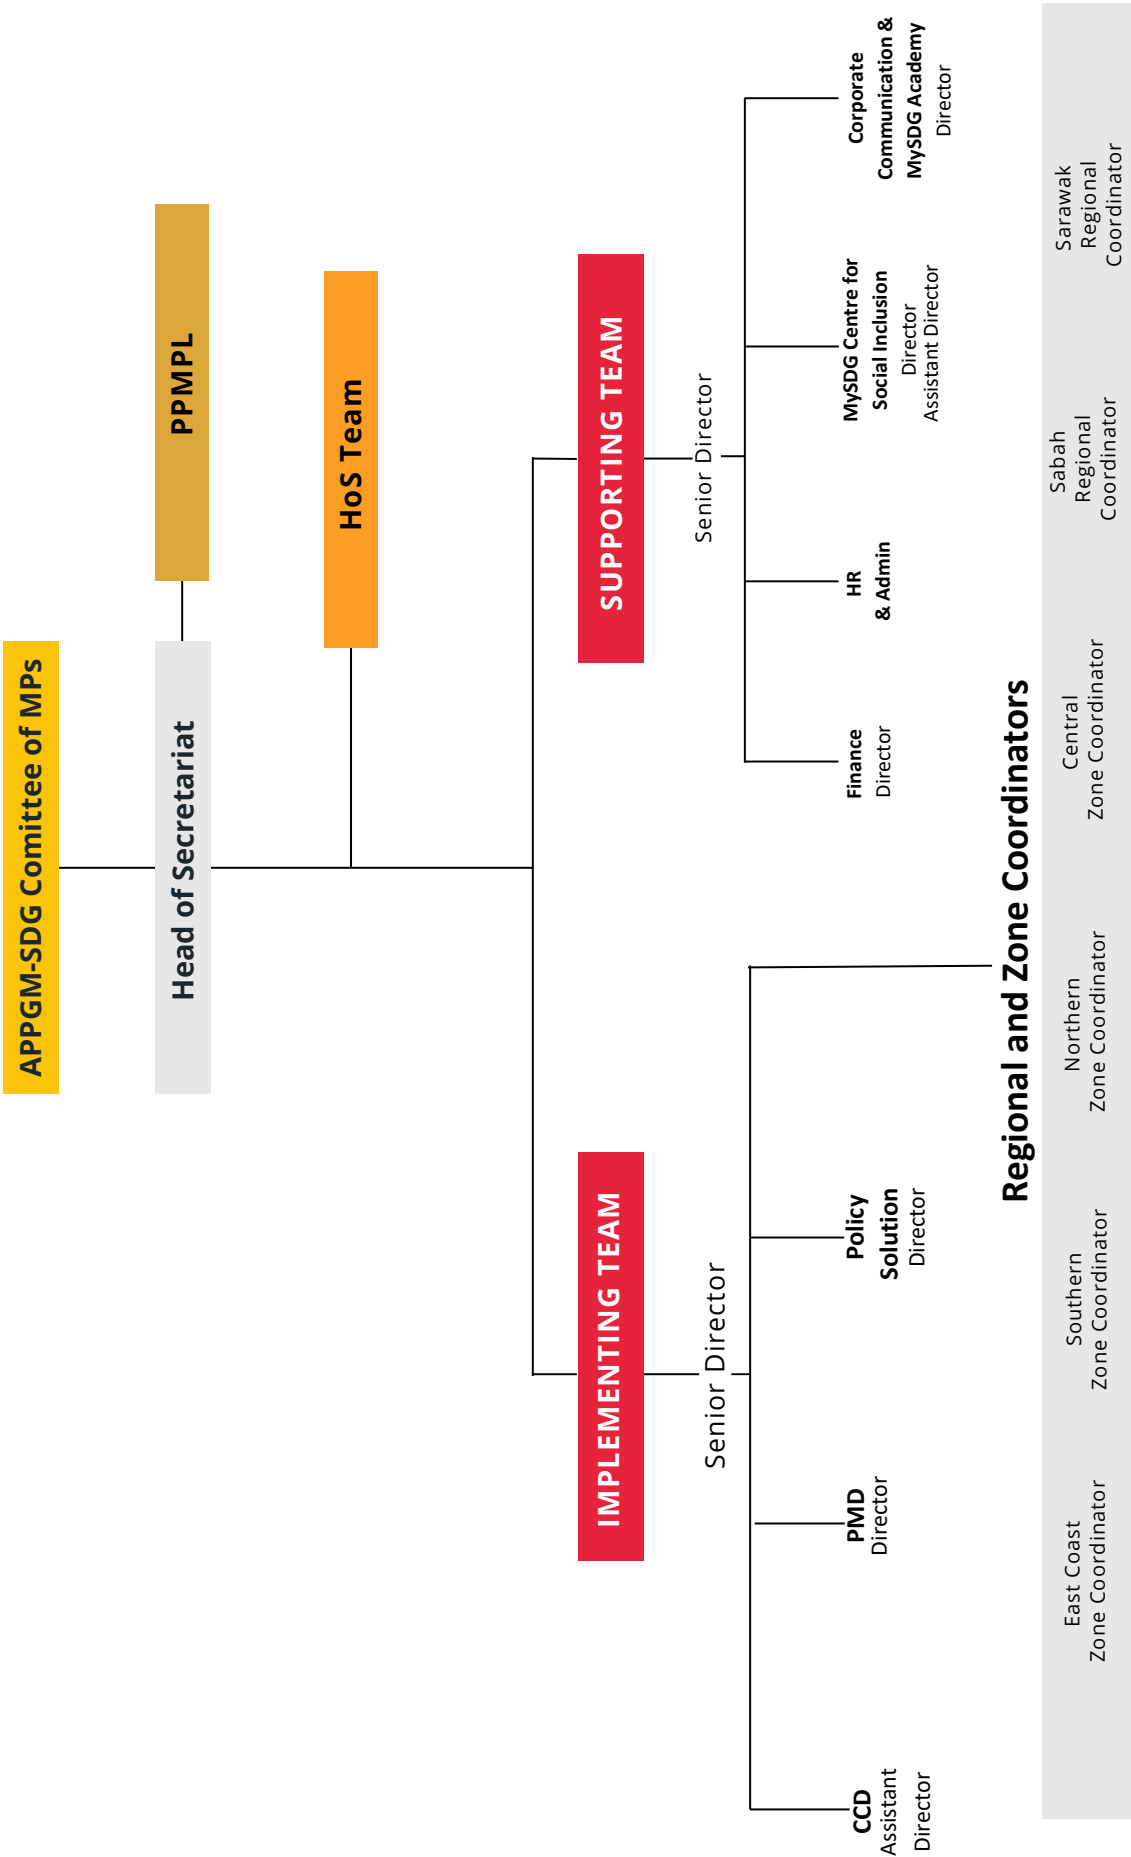 APPGM-SDG Comittee of MPs
Head of Secretariat
PPMPL
HoS Team
IMPLEMENTING TEAM
Senior Director
SUPPORTING TEAM
Senior Director
CCD
Assistant
Director
PMD
Director
Policy
Solution
Director
Finance
Director
HR
& Admin
MySDG Centre for
Social Inclusion
Director
Assistant Director
Corporate
Communication &
MySDG Academy
Director
Regional and Zone Coordinators
East Coast
Zone Coordinator
Southern
Zone Coordinator
Northern
Zone Coordinator
Central
Zone Coordinator
Sabah
Regional
Coordinator
Sarawak
Regional
Coordinator